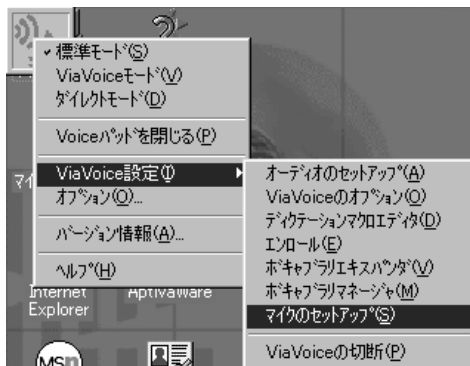 標準モード(S)
ViaVoiceモード(V)
ダイレクトモード(D)
Voiceパッドを閉じる(P)
ViaVoice設定(I)
オプション(O)...
バージョン情報(A)...
ヘルプ(H)
オーディオのセットアップ(A)
ViaVoiceのオプション(O)
ディクテーションマクロエディタ(D)
エンロール(E)
ボキャブラリエキスパンダ(V)
ボキャブラリマネージャ(M)
マイクのセットアップ(S)
ViaVoiceの切断(P)
マイ
Internet
Explorer
Aptivaware
MSn